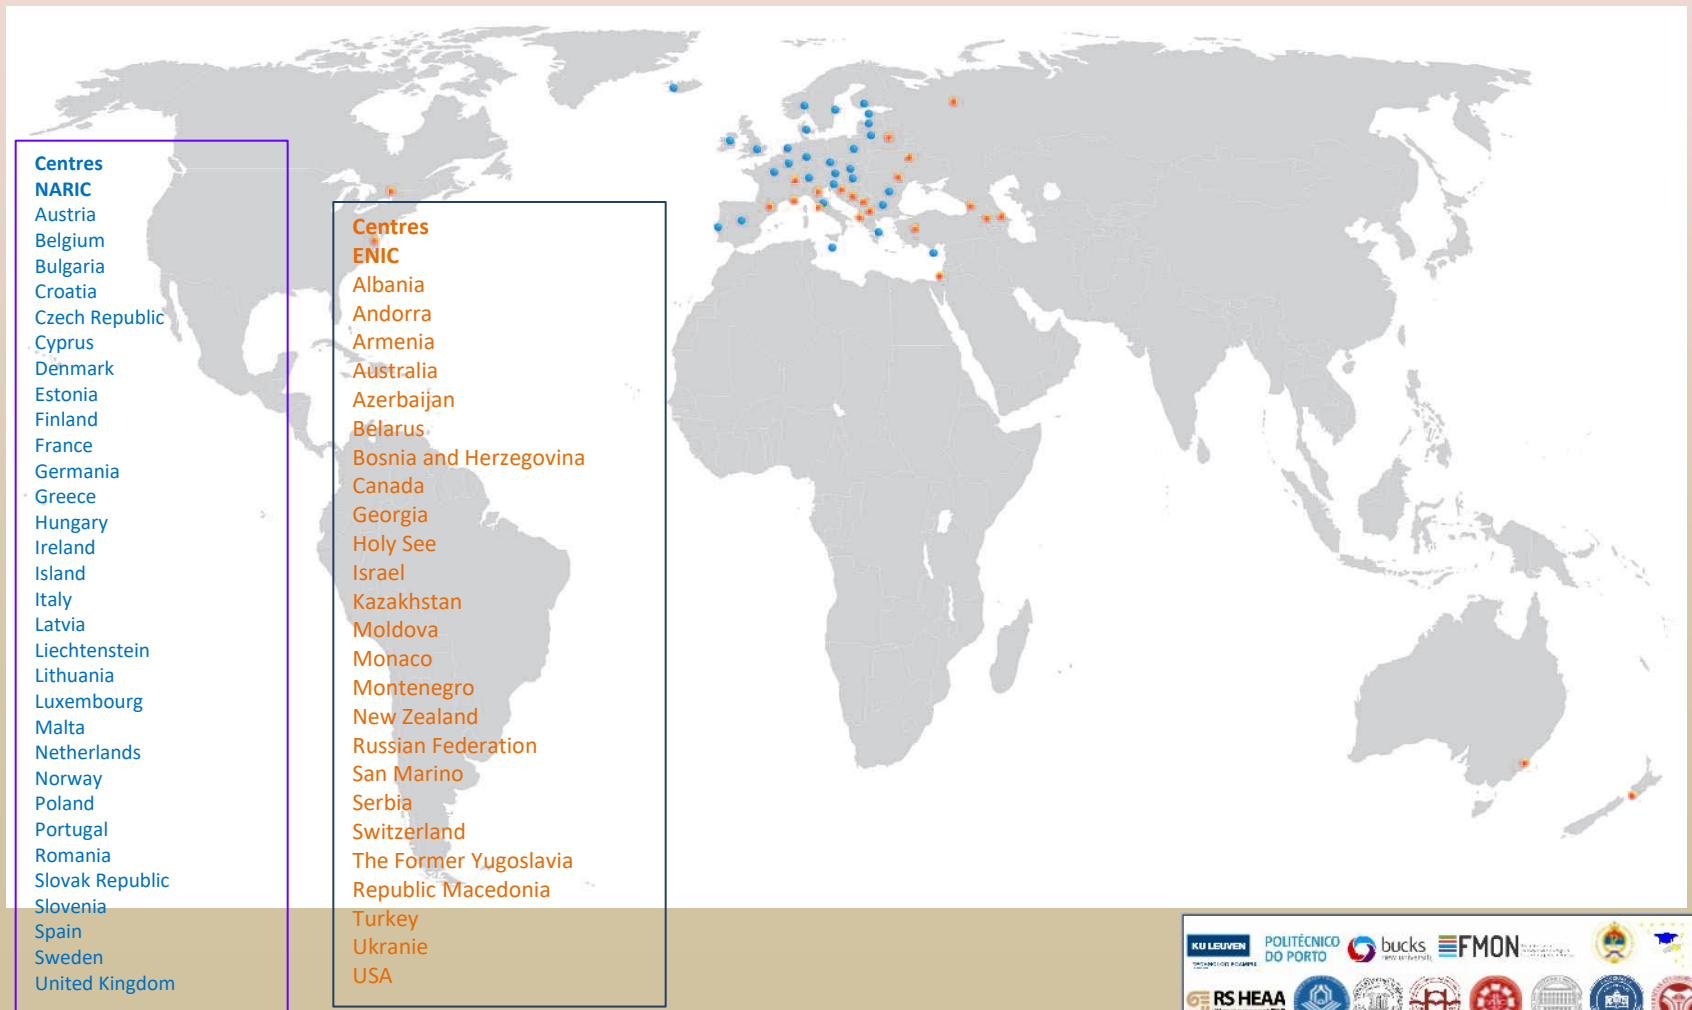 Centres
NARIC
Austria
Belgium
Bulgaria
Croatia
Czech Republic
Cyprus
Denmark
Estonia
Finland
France
Germania
Greece
Hungary
Ireland
Island
Italy
Latvia
Liechtenstein
Lithuania
Luxembourg
Malta
Netherlands
Norway
Poland
Portugal
Romania
Slovak Republic
Slovenia
Spain
Sweden
United Kingdom
Centres
ENIC
Albania
Andorra
Armenia
Australia
Azerbaijan
Belarus
Bosnia and Herzegovina
Canada
Georgia
Holy See
Israel
Kazakhstan
Moldova
Monaco
Montenegro
New Zealand
Russian Federation
San Marino
Serbia
Switzerland
The Former Yugoslavia
Republic Macedonia
Turkey
Ukranie
USA
KU LEUVEN
POLITÉCNICO
DO PORTO
bucks
new university
FMON
RS HEAA